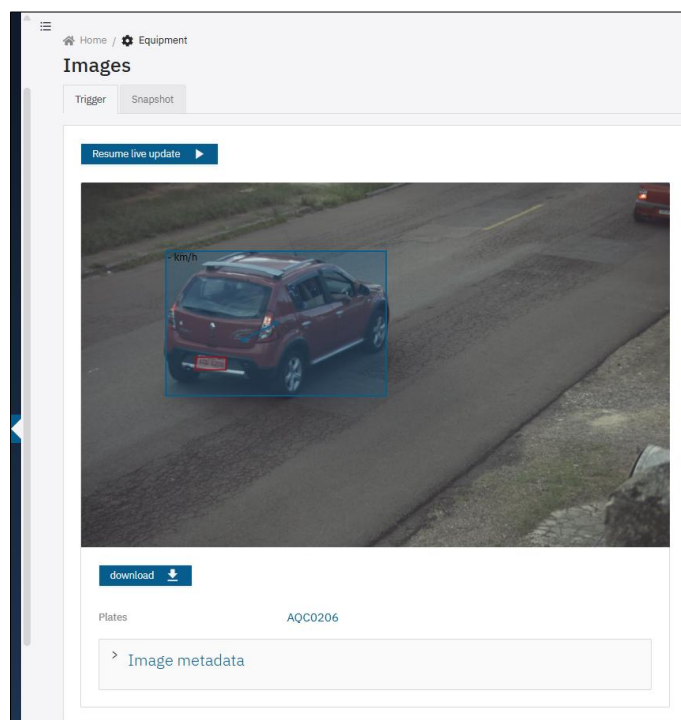 Home / Equipment
Images
Trigger Snapshot
Resume live update
- km/h
download
Plates AQC0206
Image metadata